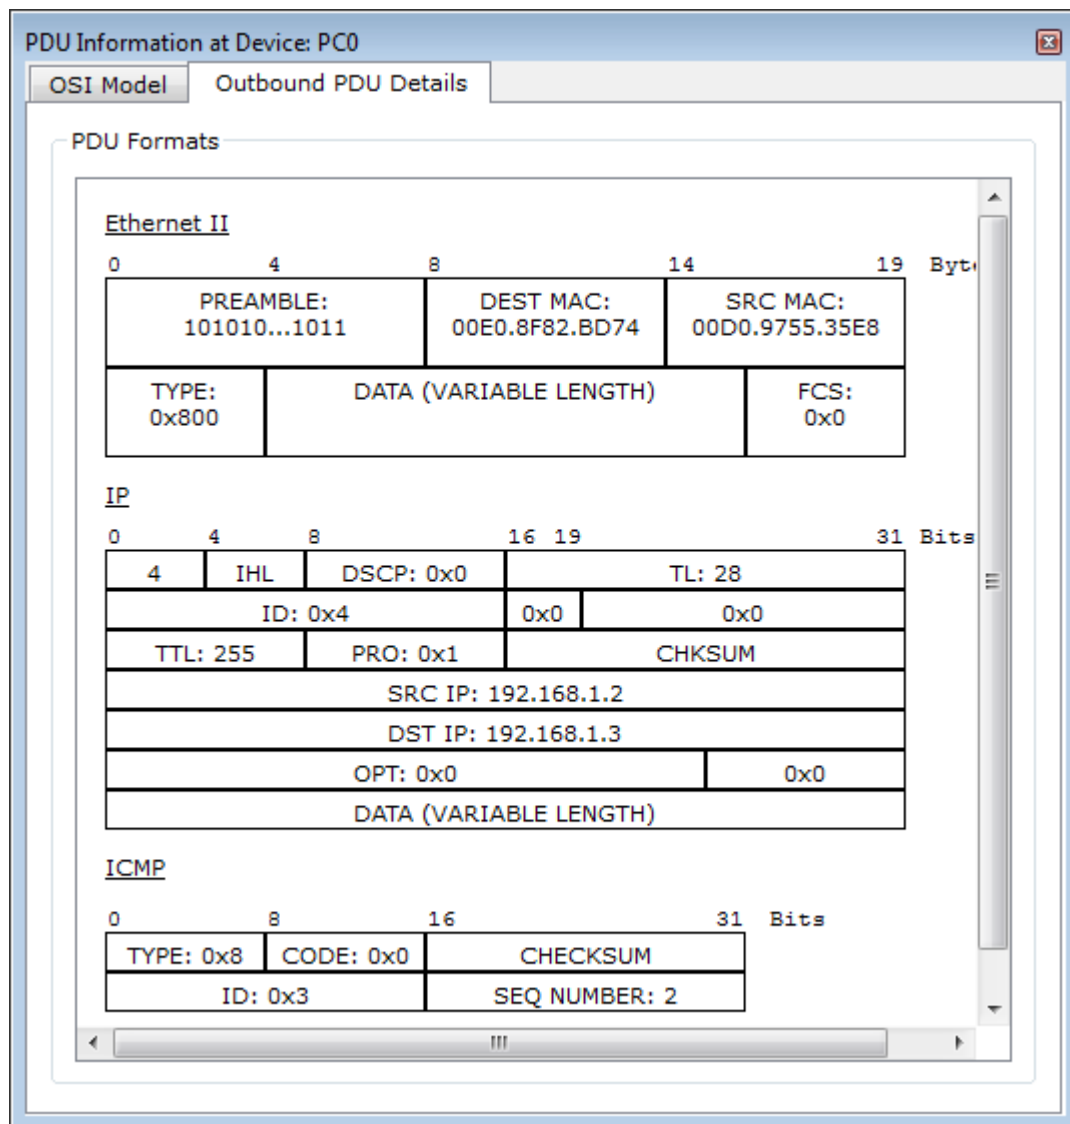 PDU Information at Device: PC0
OSI Model Outbound PDU Details
PDU Formats
Ethernet II
0 4 8 14 19
PREAMBLE: DEST MAC: SRC MAC:
101010...1011 00E0.8F82.BD74 00D0.9755.35E8
TYPE: DATA (VARIABLE LENGTH) FCS:
0x800 0x0
IP
0 4 8 16 19 31 Bits
4 IHL DSCP: 0x0 TL: 28
ID: 0x4 0x0 0x0
TTL: 255 PRO: 0x1 CHKSUM
SRC IP: 192.168.1.2
DST IP: 192.168.1.3
OPT: 0x0 0x0
DATA (VARIABLE LENGTH)
ICMP
0 8 16 31 Bits
TYPE: 0x8 CODE: 0x0 CHECKSUM
ID: 0x3 SEQ NUMBER: 2